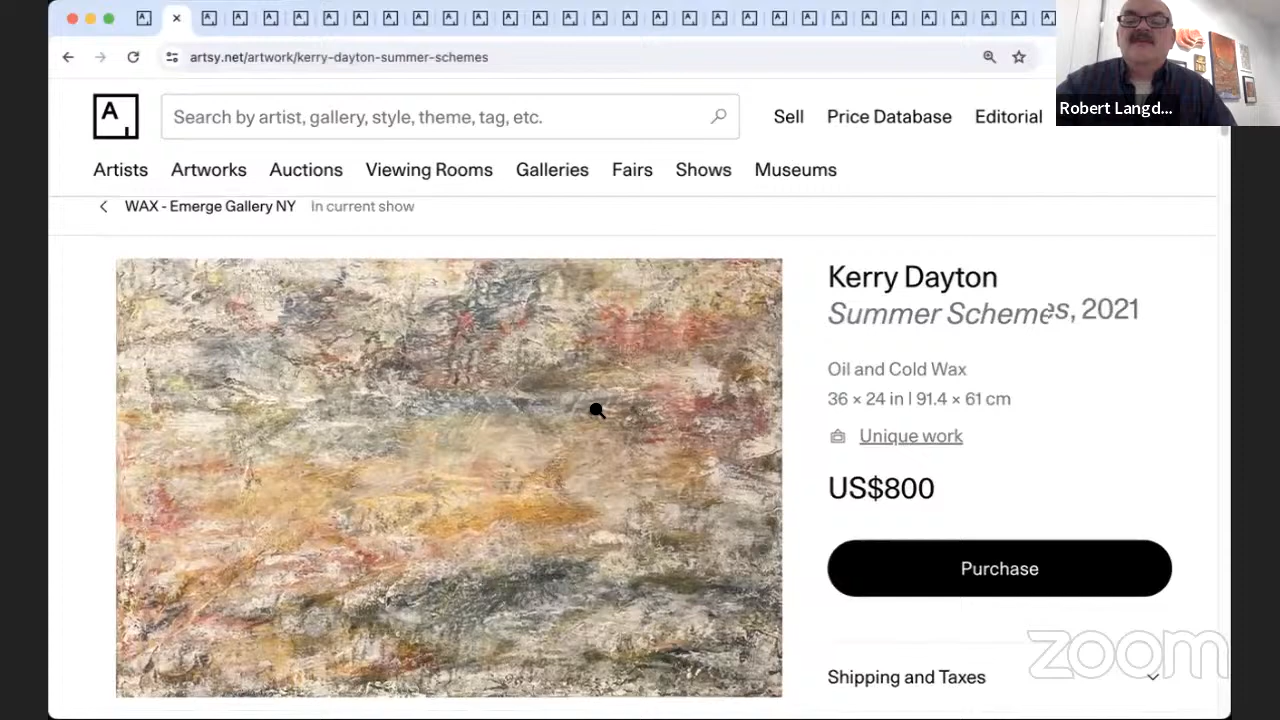 artsy.net/artwork/kerry-dayton-summer-schemes
Robert Langd...
A
Search by artist, gallery, style, theme, tag, etc.
Sell
Price Database
Editorial
Artists
Artworks
Auctions
Viewing Rooms
Galleries
Fairs
Shows
Museums
WAX - Emerge Gallery NY
In current show
Kerry Dayton
Summer Schemes, 2021
Oil and Cold Wax
36 × 24 in | 91.4 × 61 cm
Unique work
US$800
Purchase
zoom
Shipping and Taxes